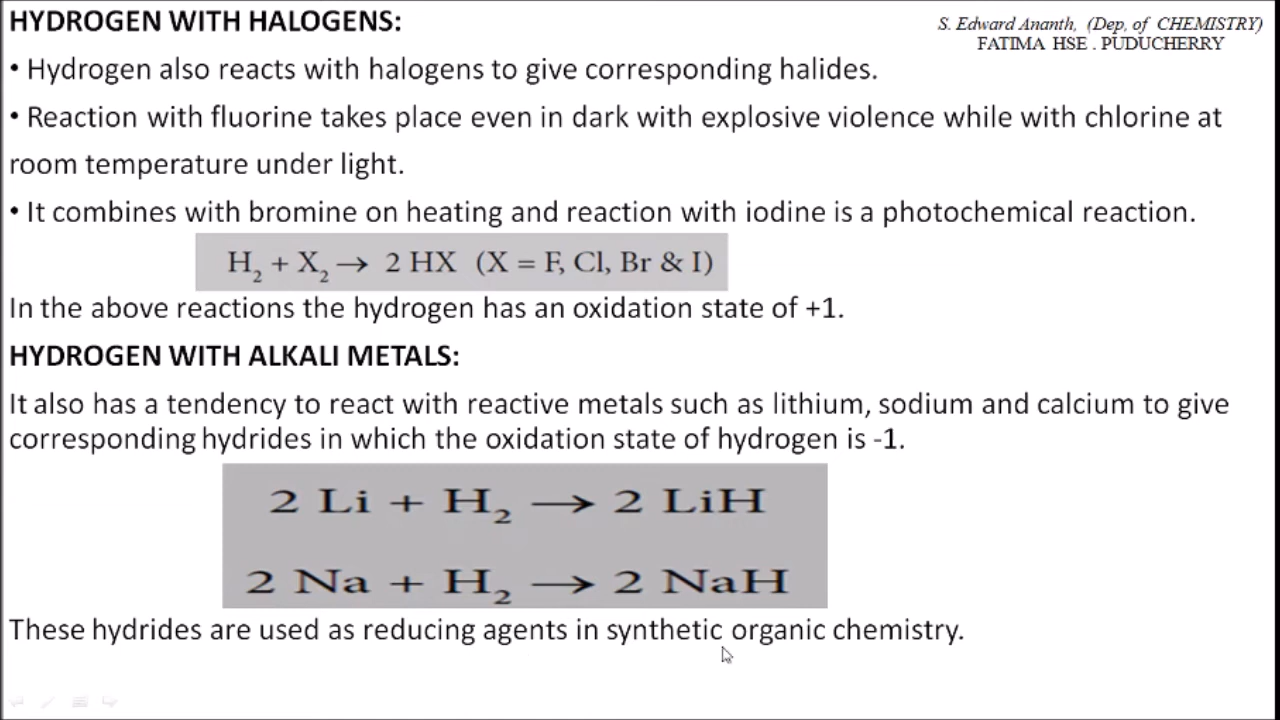 HYDROGEN WITH HALOGENS:
S. Edward Ananth, (Dep, of CHEMISTRY)
FATIMA HSE . PUDUCHERRY
• Hydrogen also reacts with halogens to give corresponding halides.
• Reaction with fluorine takes place even in dark with explosive violence while with chlorine at
room temperature under light.
• It combines with bromine on heating and reaction with iodine is a photochemical reaction.
H₂ + X₂ → 2 HX (X = F, Cl, Br & I)
In the above reactions the hydrogen has an oxidation state of +1.
HYDROGEN WITH ALKALI METALS:
It also has a tendency to react with reactive metals such as lithium, sodium and calcium to give
corresponding hydrides in which the oxidation state of hydrogen is -1.
2 Li + H₂ → 2 LiH
2 Na + H₂ → 2 NaH
These hydrides are used as reducing agents in synthetic organic chemistry.